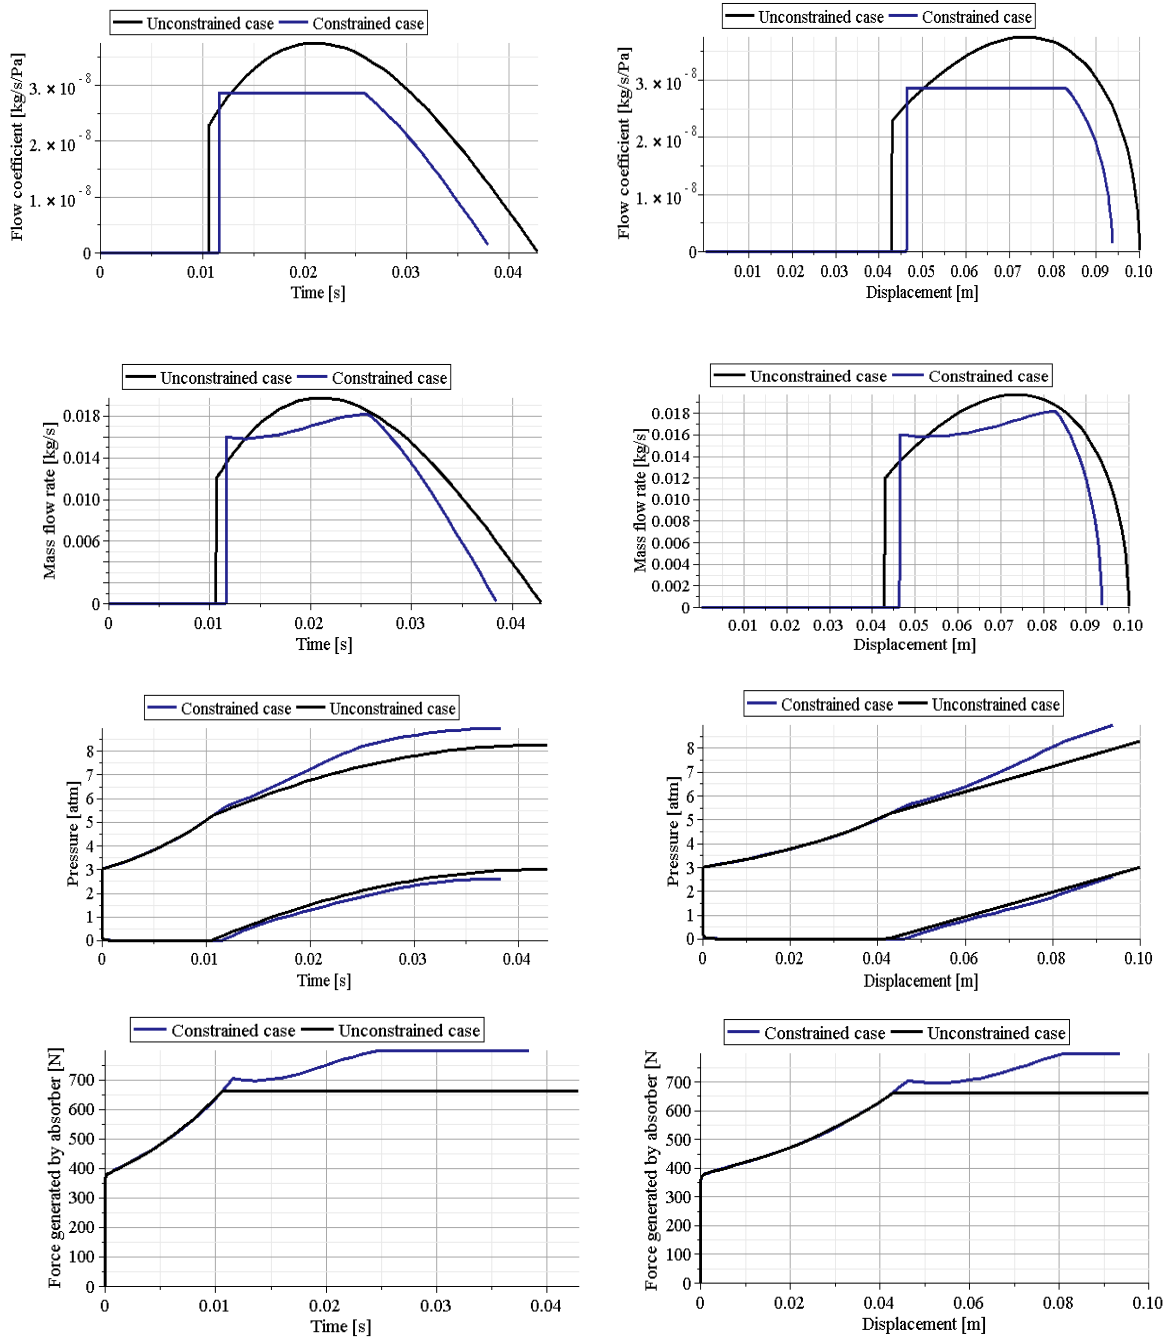 Unconstrained case Constrained case
Flow coefficient [kg/s/Pa]
3. × 10 -8
2. × 10 -8
1. × 10 -8
0
0 0.01 0.02 0.03 0.04
Time [s]
Unconstrained case Constrained case
Flow coefficient [kg/s/Pa]
3. × 10 -8
2. × 10 -8
1. × 10 -8
0
0.01 0.02 0.03 0.04 0.05 0.06 0.07 0.08 0.09 0.10
Displacement [m]
Unconstrained case Constrained case
Mass flow rate [kg/s]
0.018
0.014
0.010
0.006
0
0 0.01 0.02 0.03 0.04
Time [s]
Unconstrained case Constrained case
Mass flow rate [kg/s]
0.018
0.016
0.014
0.012
0.010
0.008
0.006
0.004
0.002
0
0.01 0.02 0.03 0.04 0.05 0.06 0.07 0.08 0.09 0.10
Displacement [m]
Constrained case Unconstrained case
Pressure [atm]
8
7
6
5
4
3
2
1
0
0 0.01 0.02 0.03 0.04
Time [s]
Constrained case Unconstrained case
Pressure [atm]
8
7
6
5
4
3
2
1
0
0 0.02 0.04 0.06 0.08 0.10
Displacement [m]
Constrained case Unconstrained case
Force generated by absorber [N]
700
600
500
400
300
200
100
0
0 0.01 0.02 0.03 0.04
Time [s]
Constrained case Unconstrained case
Force generated by absorber [N
700
600
500
400
300
200
100
0
0 0.02 0.04 0.06 0.08 0.10
Displacement [m]